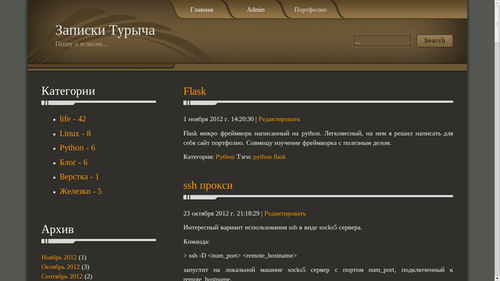 Главная Admin Портфолио
Записки Турыча
Пишу о всяком...
... Search
Категории
life - 42
Linux - 8
Python - 6
Блог - 6
Верстка - 1
Железки - 5
Архив
Ноябрь 2012 (1)
Октябрь 2012 (3)
Сентябрь 2012 (2)
Flask
1 ноября 2012 г. 14:20:30 | Редактировать
Flask микро фреймворк написанный на python. Легковесный, на нем я решил написать для
себя сайт портфолио. Совмещу изучение фреймворка с полезным делом.
Категория: Python Тэги: python flask
ssh прокси
23 октября 2012 г. 21:18:29 | Редактировать
Интересный вариант использования ssh в виде socks5 сервера.
Команда:
> ssh -D <num_port> <remote_hostname>
запустит на локальной машине socks5 сервер с портом num_port, подключенный к
remote_hostname.